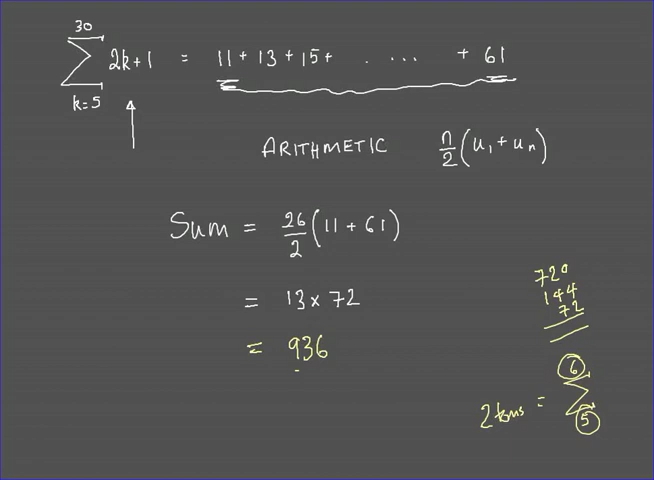 30
∑ 2k+1 = 11 + 13 + 15 + . ... + 61
k=5
ARITHMETIC n/2 (u₁ + uₙ)
Sum = 26/2 (11 + 61)
= 13 x 72
= 936
720
144
72
6
2 terms = ∑
5